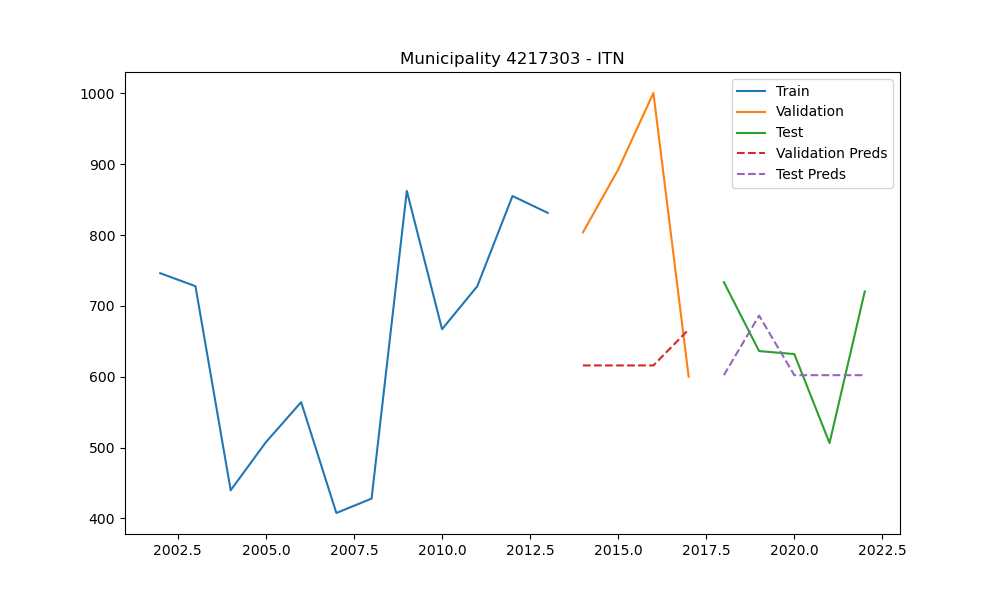 Municipality 4217303 - ITN
1000
900
800
700
600
500
400
2002.5
2005.0
2007.5
2010.0
2012.5
2015.0
2017.5
2020.0
2022.5
Train
Validation
Test
Validation Preds
Test Preds